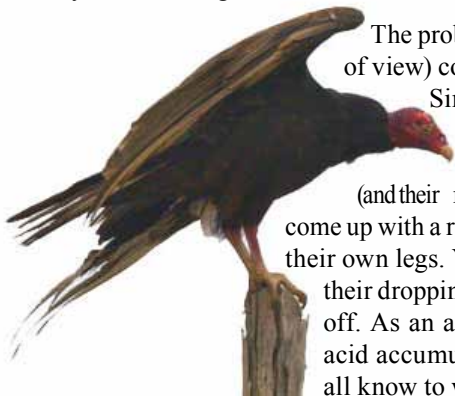 The prob
of view) co
Sin
(and their
come up with a r
their own legs.
their droppin
off. As an a
acid accumu
all know to